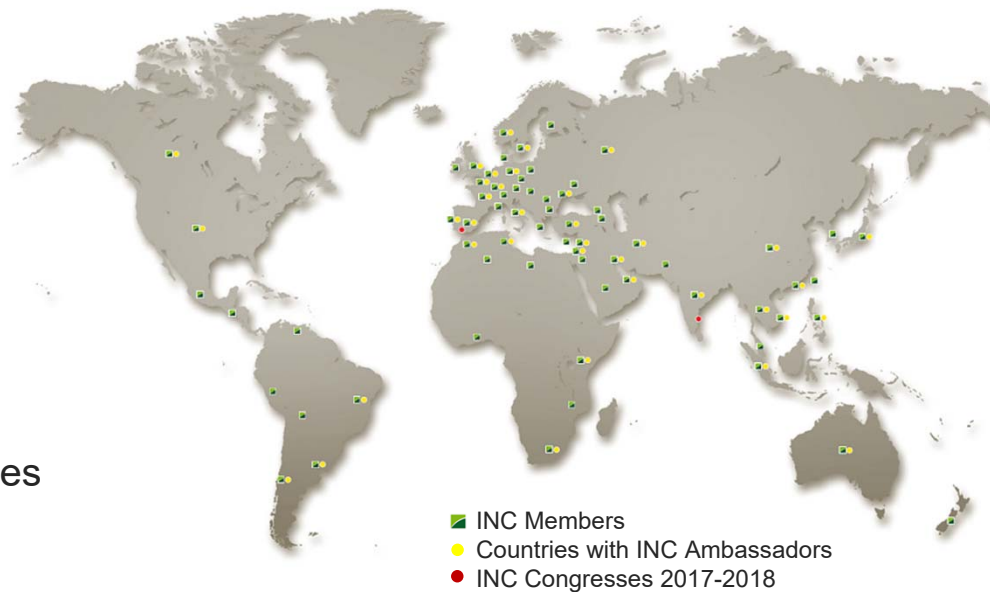 es
INC Members
Countries with INC Ambassadors
INC Congresses 2017-2018